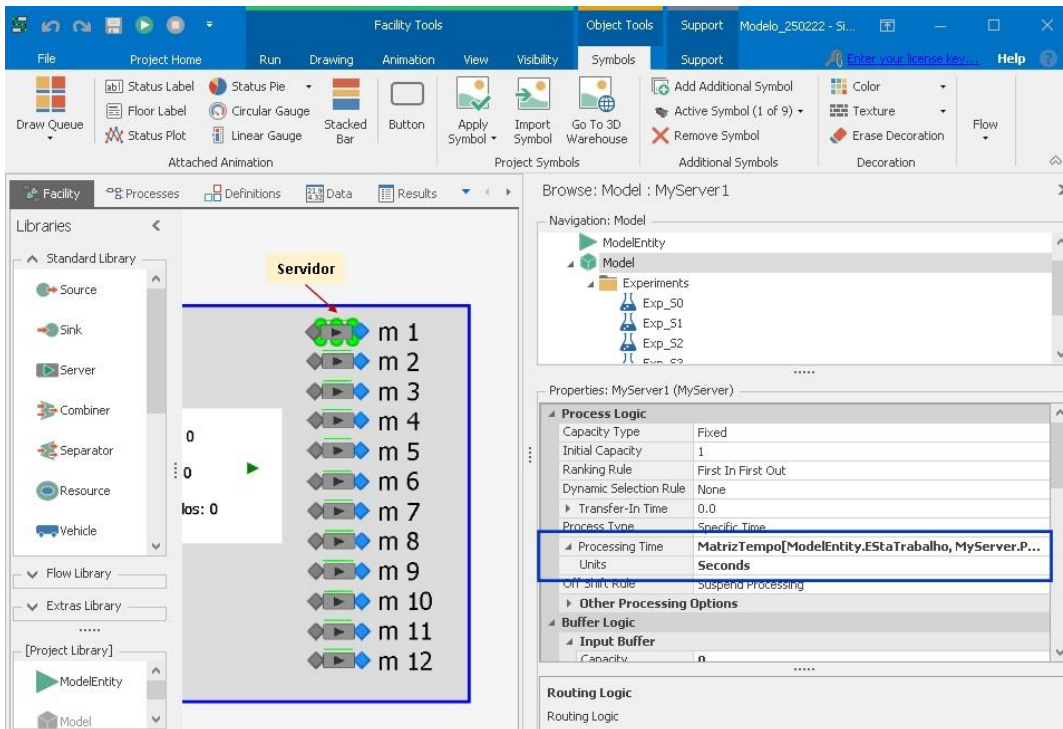 Facility Tools
Object Tools
Support
Modelo_250222 - Si...
File
Project Home
Run
Drawing
Animation
View
Visibility
Symbols
Support
Enter your license key...
Help
Draw Queue
Status Label
Floor Label
Status Plot
Status Pie
Circular Gauge
Linear Gauge
Stacked Bar
Button
Attached Animation
Apply Symbol
Import Symbol
Go To 3D Warehouse
Project Symbols
Add Additional Symbol
Active Symbol (1 of 9)
Remove Symbol
Additional Symbols
Color
Texture
Erase Decoration
Decoration
Flow
Facility
Processes
Definitions
Data
Results
Libraries
Standard Library
Source
Sink
Server
Combiner
Separator
Resource
Vehicle
Flow Library
Extras Library
[Project Library]
ModelEntity
Model
Servidor
0
0
dos: 0
m 1
m 2
m 3
m 4
m 5
m 6
m 7
m 8
m 9
m 10
m 11
m 12
Browse: Model : MyServer1
Navigation: Model
ModelEntity
Model
Experiments
Exp_S0
Exp_S1
Exp_S2
Exp_S3
Properties: MyServer1 (MyServer)
Process Logic
Capacity Type Fixed
Initial Capacity 1
Ranking Rule First In First Out
Dynamic Selection Rule None
Transfer-In Time 0.0
Process Type Specific Time
Processing Time MatrizTempo[ModelEntity.EStaTrabalho, MyServer.P...
Units Seconds
Off Shift Rule Suspend Processing
Other Processing Options
Buffer Logic
Input Buffer
Capacity 0
Routing Logic
Routing Logic